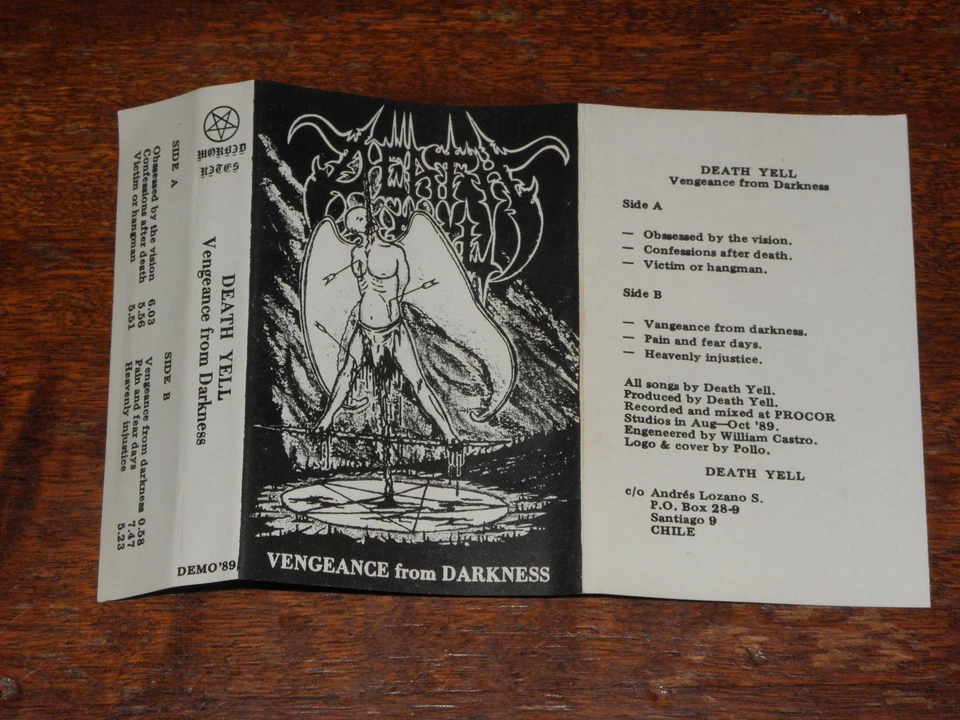 SIDE A
Obsessed by the vision 6.03
Confessions after death 5.56
Victim or hangman 5.51
SIDE B
Vengeance from darkness 0.58
Pain and fear days 7.47
Heavenly injustice 5.23
MORBID
RITES
DEATH YELL
Vengeance from Darkness
DEMO'89
DEATH
YELL
VENGEANCE from DARKNESS
DEATH YELL
Vengeance from Darkness
Side A
— Obssessed by the vision.
— Confessions after death.
— Victim or hangman.
Side B
— Vangeance from darkness.
— Pain and fear days.
— Heavenly injustice.
All songs by Death Yell.
Produced by Death Yell.
Recorded and mixed at PROCOR
Studios in Aug—Oct '89.
Engeneered by William Castro.
Logo & cover by Pollo.
DEATH YELL
c/o Andrés Lozano S.
P.O. Box 28-9
Santiago 9
CHILE